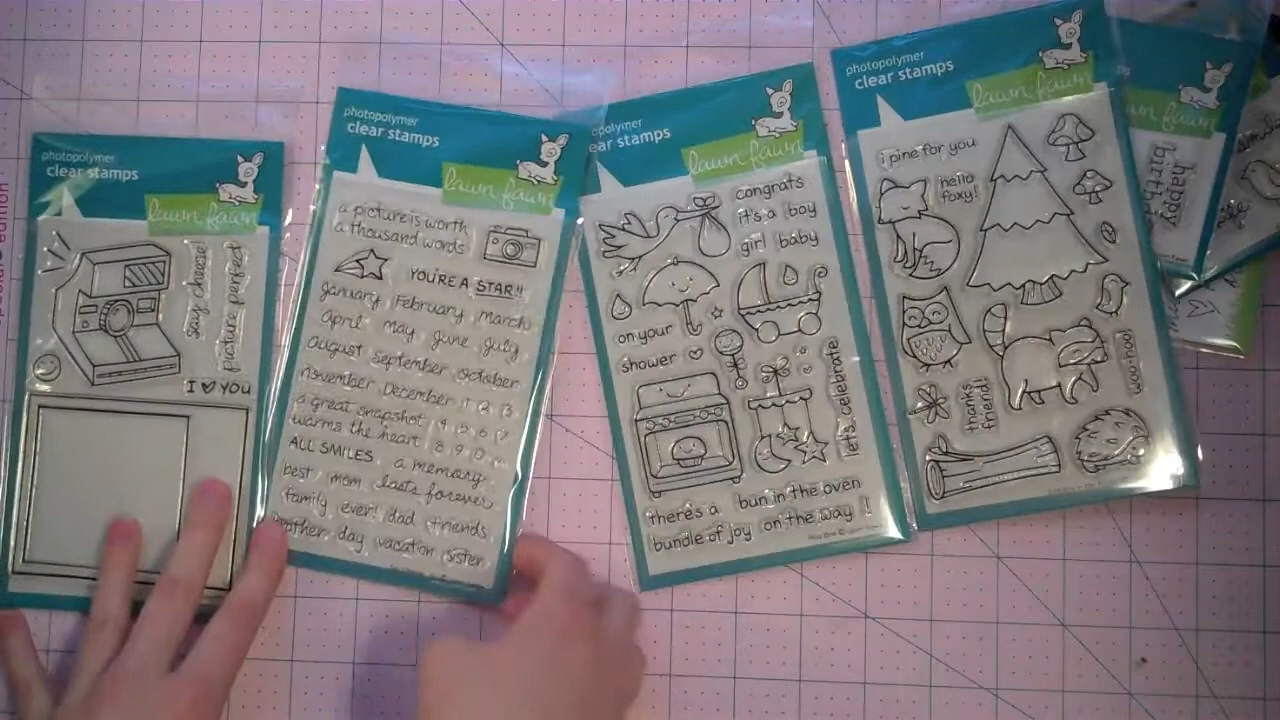 photopolymer
clear stamps
lawn fawn
say cheese!
picture perfect
I ♥ YOU
photopolymer
clear stamps
lawn fawn
a picture is worth
a thousand words
YOU'RE A STAR!!
January February March
April May June July
August September October
November December 1 2 3
a great snapshot 4 5 6 7
warms the heart 8 9 0
ALL SMILES a memory
best mom lasts forever
family ever! dad friends
brother day vacation sister
photopolymer
clear stamps
lawn fawn
congrats
it's a boy
girl baby
on your
shower
let's celebrate
there's a bun in the oven
bundle of joy on the way !
photopolymer
clear stamps
lawn fawn
i pine for you
hello
foxy!
thanks
friend!
woo-hoo!
lawn fawn
happy
smile
edition